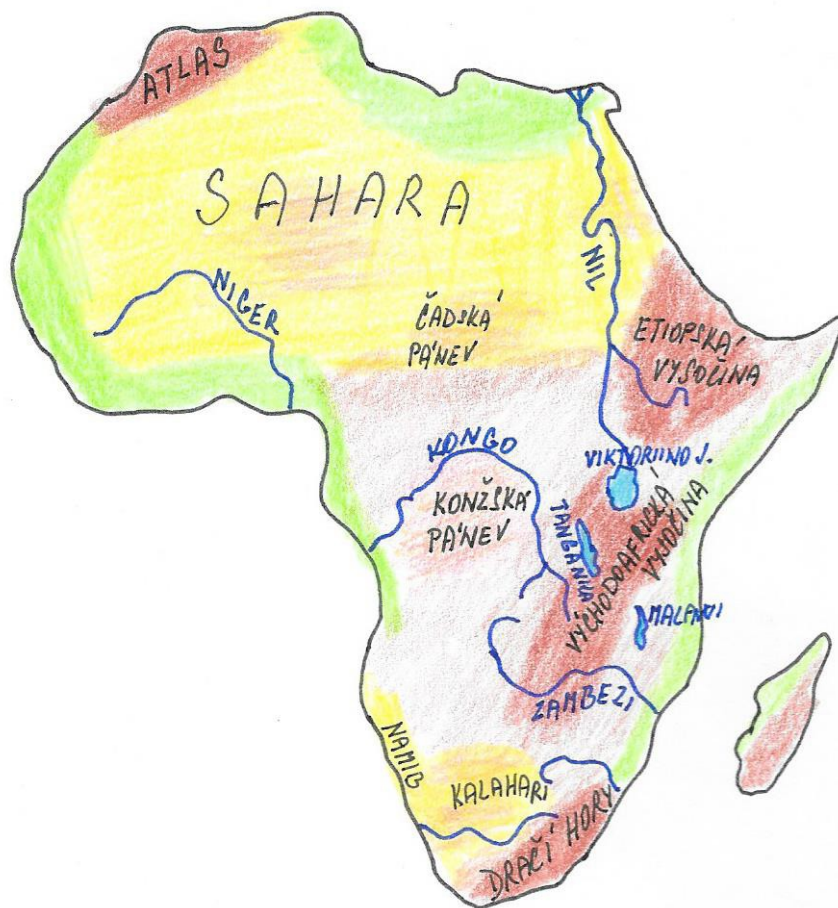 ATLAS
SAHARA
NIGER
NIL
ČADSKÁ
PÁNEV
ETIOPSKÁ
VYSOČINA
KONGO
VIKTORIINO J.
KONŽSKÁ
PÁNEV
TANGANIKA
VÝCHODOAFRICKÁ
VYSOČINA
MALAWI
ZAMBEZI
NAMIB
KALAHARI
DRAČÍ HORY